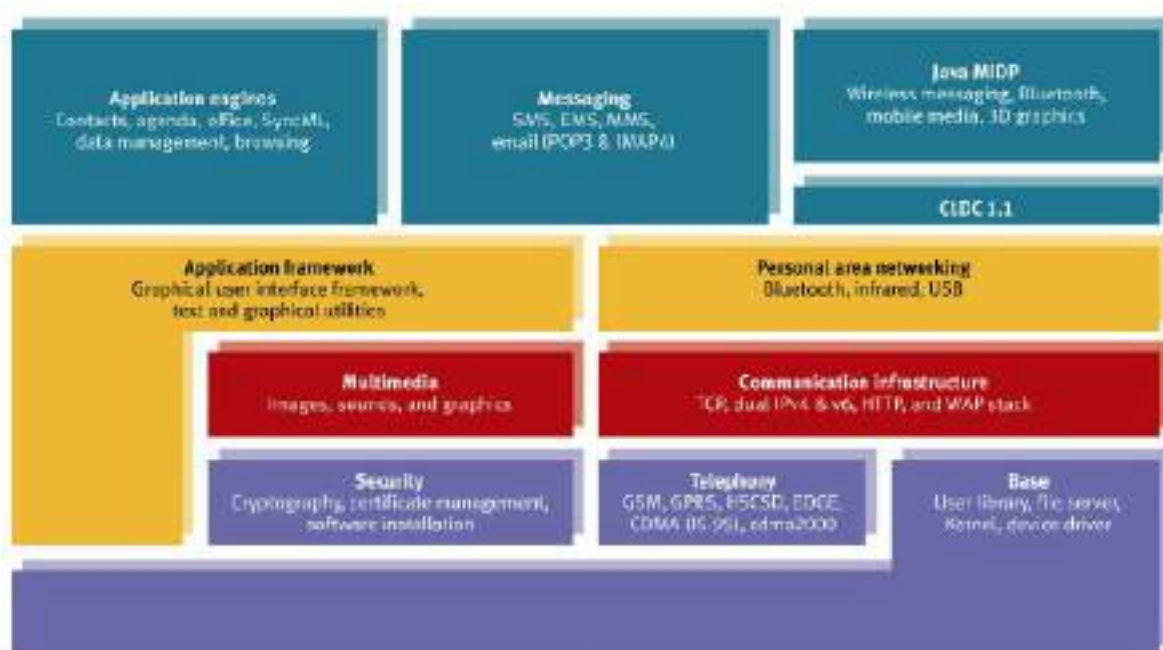 Application engines
Contacts, agenda, office, SyncML,
data management, browsing
Messaging
SMS, EMS, MMS,
email (POP3 & IMAP4)
Java MIDP
Wireless messaging, Bluetooth,
mobile media, 3D graphics
CLDC 1.1
Application framework
Graphical user interface framework,
text and graphical utilities
Personal area networking
Bluetooth, infrared, USB
Multimedia
Images, sounds, and graphics
Communication infrastructure
TCP, dual IPv4 & v6, HTTP, and WAP stack
Security
Cryptography, certificate management,
software installation
Telephony
GSM, GPRS, HSCSD, EDGE,
CDMA (IS-95), cdma2000
Base
User library, file server,
Kernel, device driver